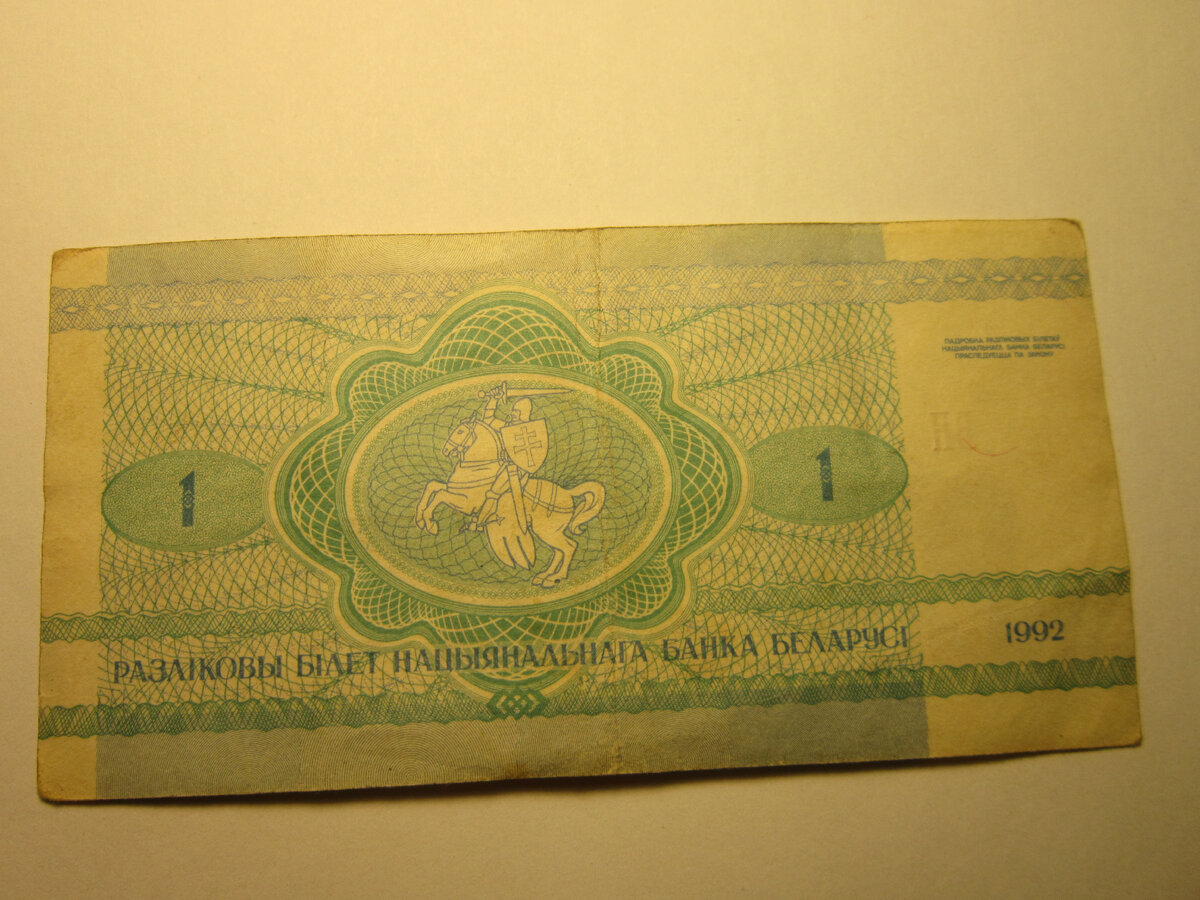 ПАДРОБКА РАЗЛІКОВЫХ БІЛЕТАЎ
НАЦЫЯНАЛЬНАГА БАНКА БЕЛАРУСІ
ПРАСЛЕДУЕЦЦА ПА ЗАКОНУ
1
1
РАЗЛІКОВЫ БІЛЕТ НАЦЫЯНАЛЬНАГА БАНКА БЕЛАРУСІ
1992